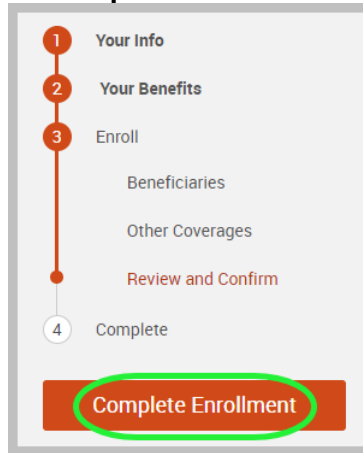 1 Your Info
2 Your Benefits
3 Enroll
Beneficiaries
Other Coverages
Review and Confirm
4 Complete
Complete Enrollment